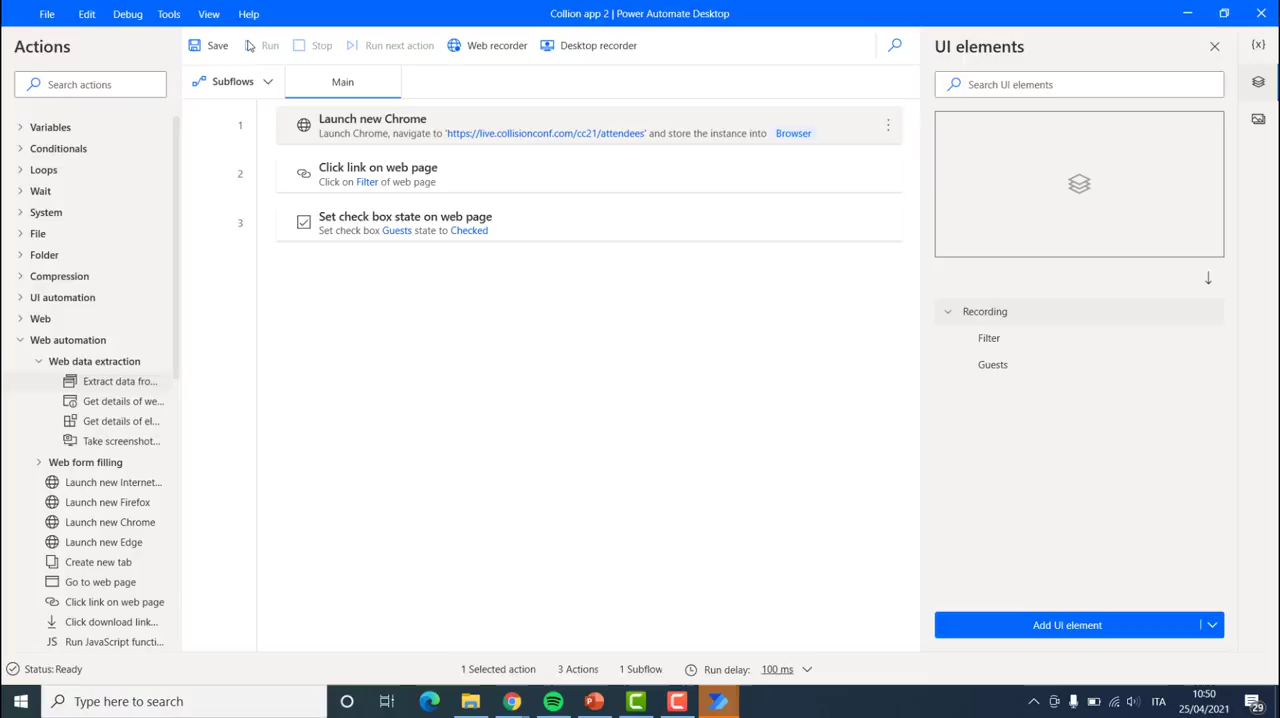 File Edit Debug Tools View Help
Collion app 2 | Power Automate Desktop
Actions
Search actions
Variables
Conditionals
Loops
Wait
System
File
Folder
Compression
UI automation
Web
Web automation
Web data extraction
Extract data fro...
Get details of we...
Get details of el...
Take screenshot...
Web form filling
Launch new Internet...
Launch new Firefox
Launch new Chrome
Launch new Edge
Create new tab
Go to web page
Click link on web page
Click download link...
JS Run JavaScript functi...
Save Run Stop Run next action Web recorder Desktop recorder
Subflows Main
1 Launch new Chrome
Launch Chrome, navigate to 'https://live.collisionconf.com/cc21/attendees' and store the instance into Browser
2 Click link on web page
Click on Filter of web page
3 Set check box state on web page
Set check box Guests state to Checked
UI elements
{x}
Search UI elements
Recording
Filter
Guests
Add UI element
Status: Ready 1 Selected action 3 Actions 1 Subflow Run delay: 100 ms
Type here to search
ITA
10:50
25/04/2021
29